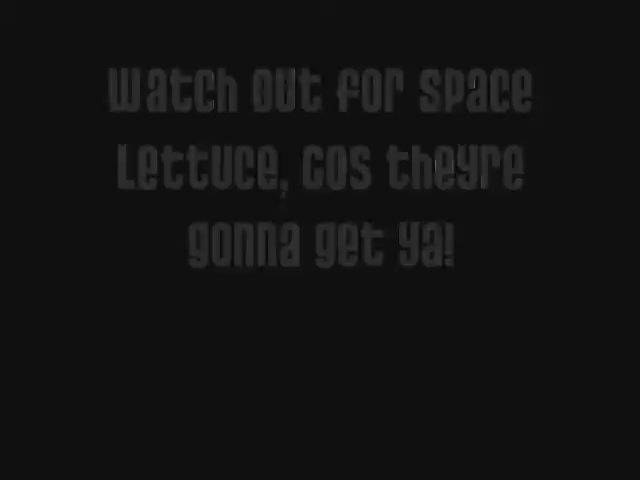 Watch out for space
Lettuce, cos theyre
gonna get ya!